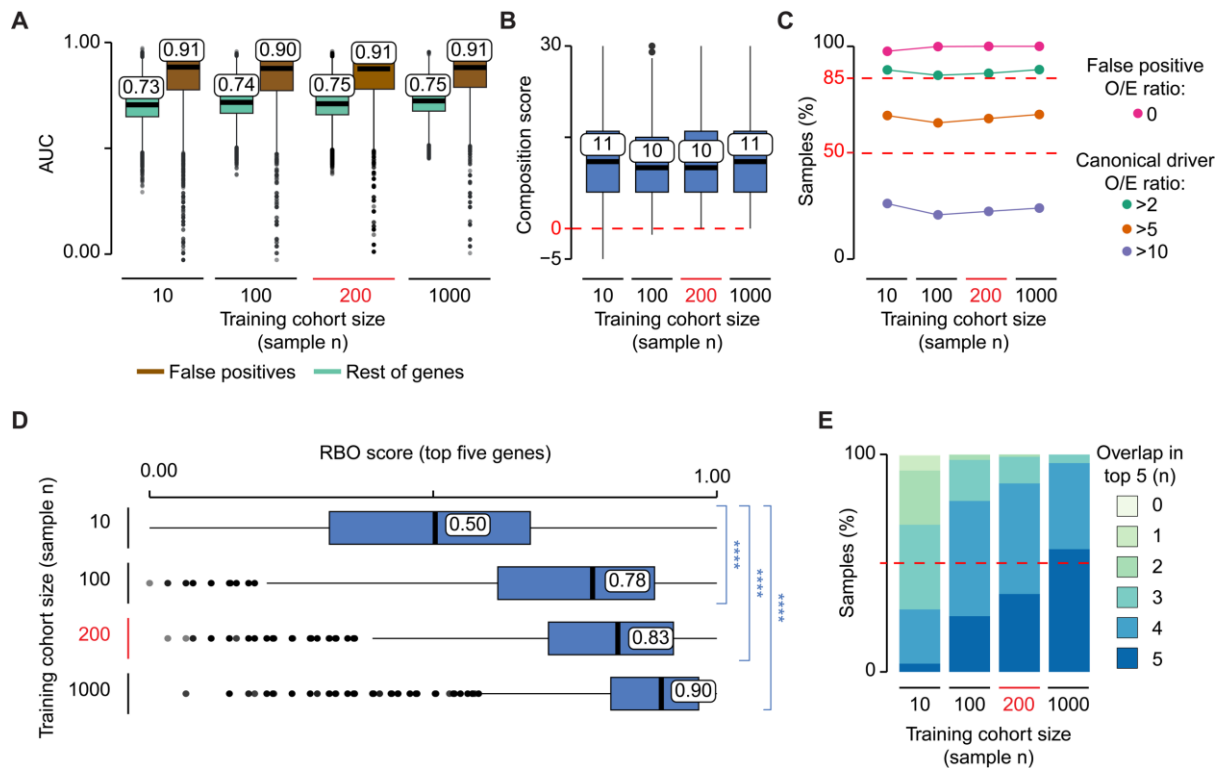 A
1.00
AUC
0.00
0.73
0.91
0.74
0.90
0.75
0.91
0.75
0.91
10
100
200
1000
Training cohort size
(sample n)
False positives
Rest of genes
B
30
Composition score
0
−5
11
10
10
11
10
100
200
1000
Training cohort size
(sample n)
C
100
85
50
0
Samples (%)
10
100
200
1000
Training cohort size
(sample n)
False positive
O/E ratio:
0
Canonical driver
O/E ratio:
>2
>5
>10
D
RBO score (top five genes)
0.00
1.00
Training cohort size (sample n)
10
100
200
1000
0.50
0.78
0.83
0.90
****
****
****
E
100
Samples (%)
0
10
100
200
1000
Training cohort size
(sample n)
Overlap in
top 5 (n)
0
1
2
3
4
5